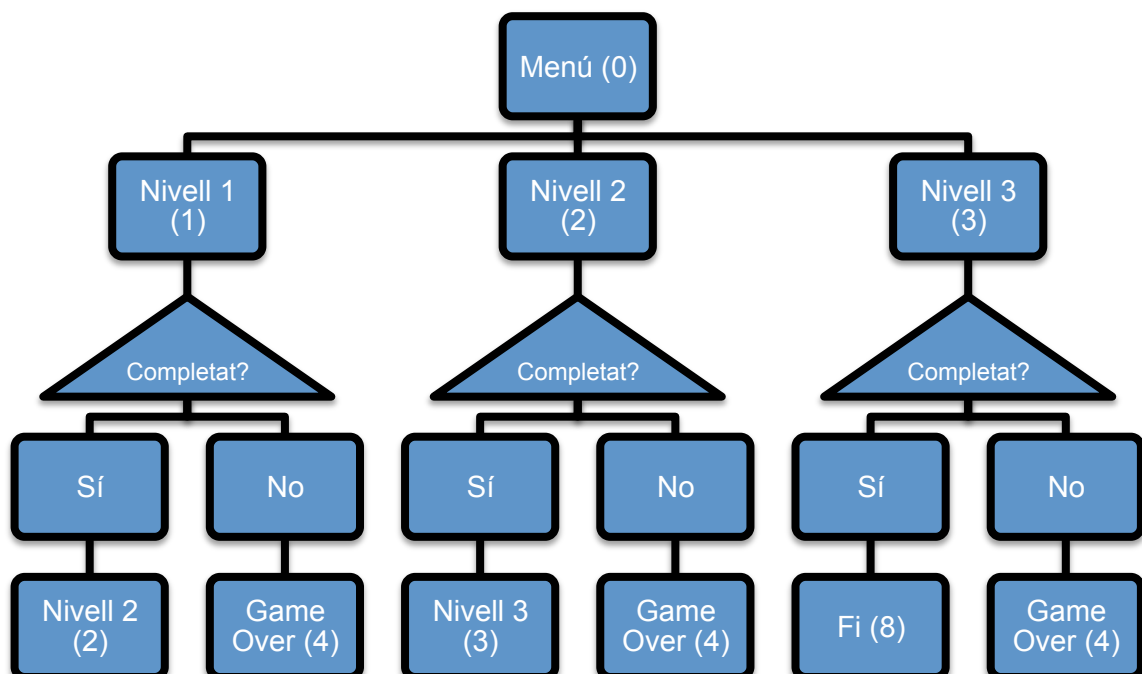 Menú (0)
Nivell 1
(1)
Nivell 2
(2)
Nivell 3
(3)
Completat?
Completat?
Completat?
Sí
No
Sí
No
Sí
No
Nivell 2
(2)
Game
Over (4)
Nivell 3
(3)
Game
Over (4)
Fi (8)
Game
Over (4)